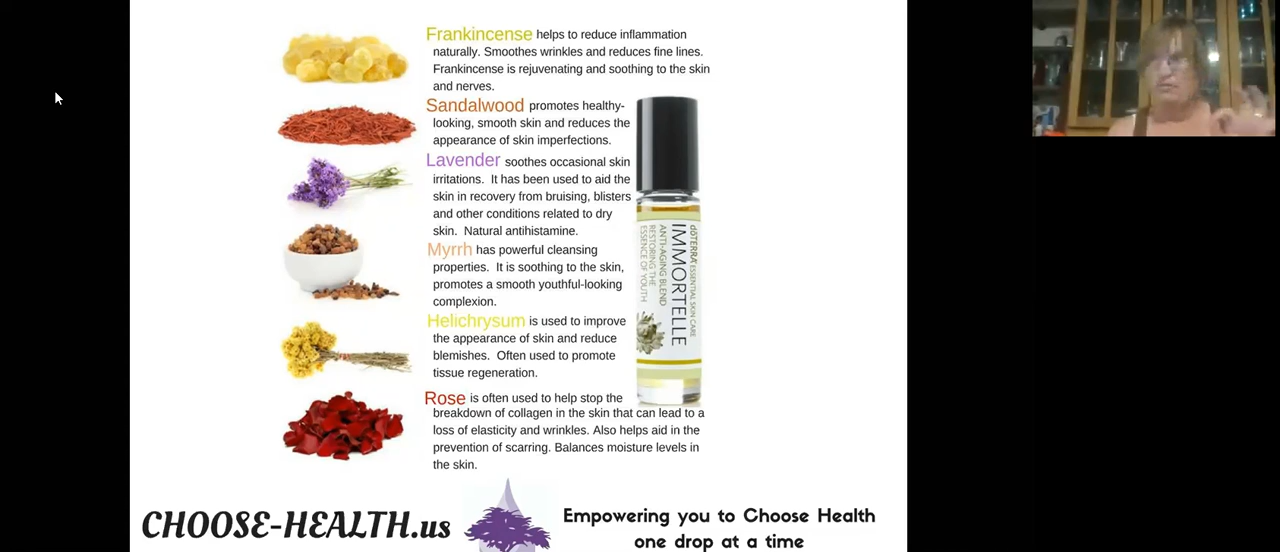 Frankincense helps to reduce inflammation
naturally. Smoothes wrinkles and reduces fine lines.
Frankincense is rejuvenating and soothing to the skin
and nerves.
Sandalwood promotes healthy-
looking, smooth skin and reduces the
appearance of skin imperfections.
Lavender soothes occasional skin
irritations. It has been used to aid the
skin in recovery from bruising, blisters
and other conditions related to dry
skin. Natural antihistamine.
Myrrh has powerful cleansing
properties. It is soothing to the skin,
promotes a smooth youthful-looking
complexion.
Helichrysum is used to improve
the appearance of skin and reduce
blemishes. Often used to promote
tissue regeneration.
Rose is often used to help stop the
breakdown of collagen in the skin that can lead to a
loss of elasticity and wrinkles. Also helps aid in the
prevention of scarring. Balances moisture levels in
the skin.
dōTERRA ESSENTIAL SKIN CARE
IMMORTELLE
ANTI-AGING BLEND
RESTORING THE
ESSENCE OF YOUTH
CHOOSE-HEALTH.us
Empowering you to Choose Health
one drop at a time